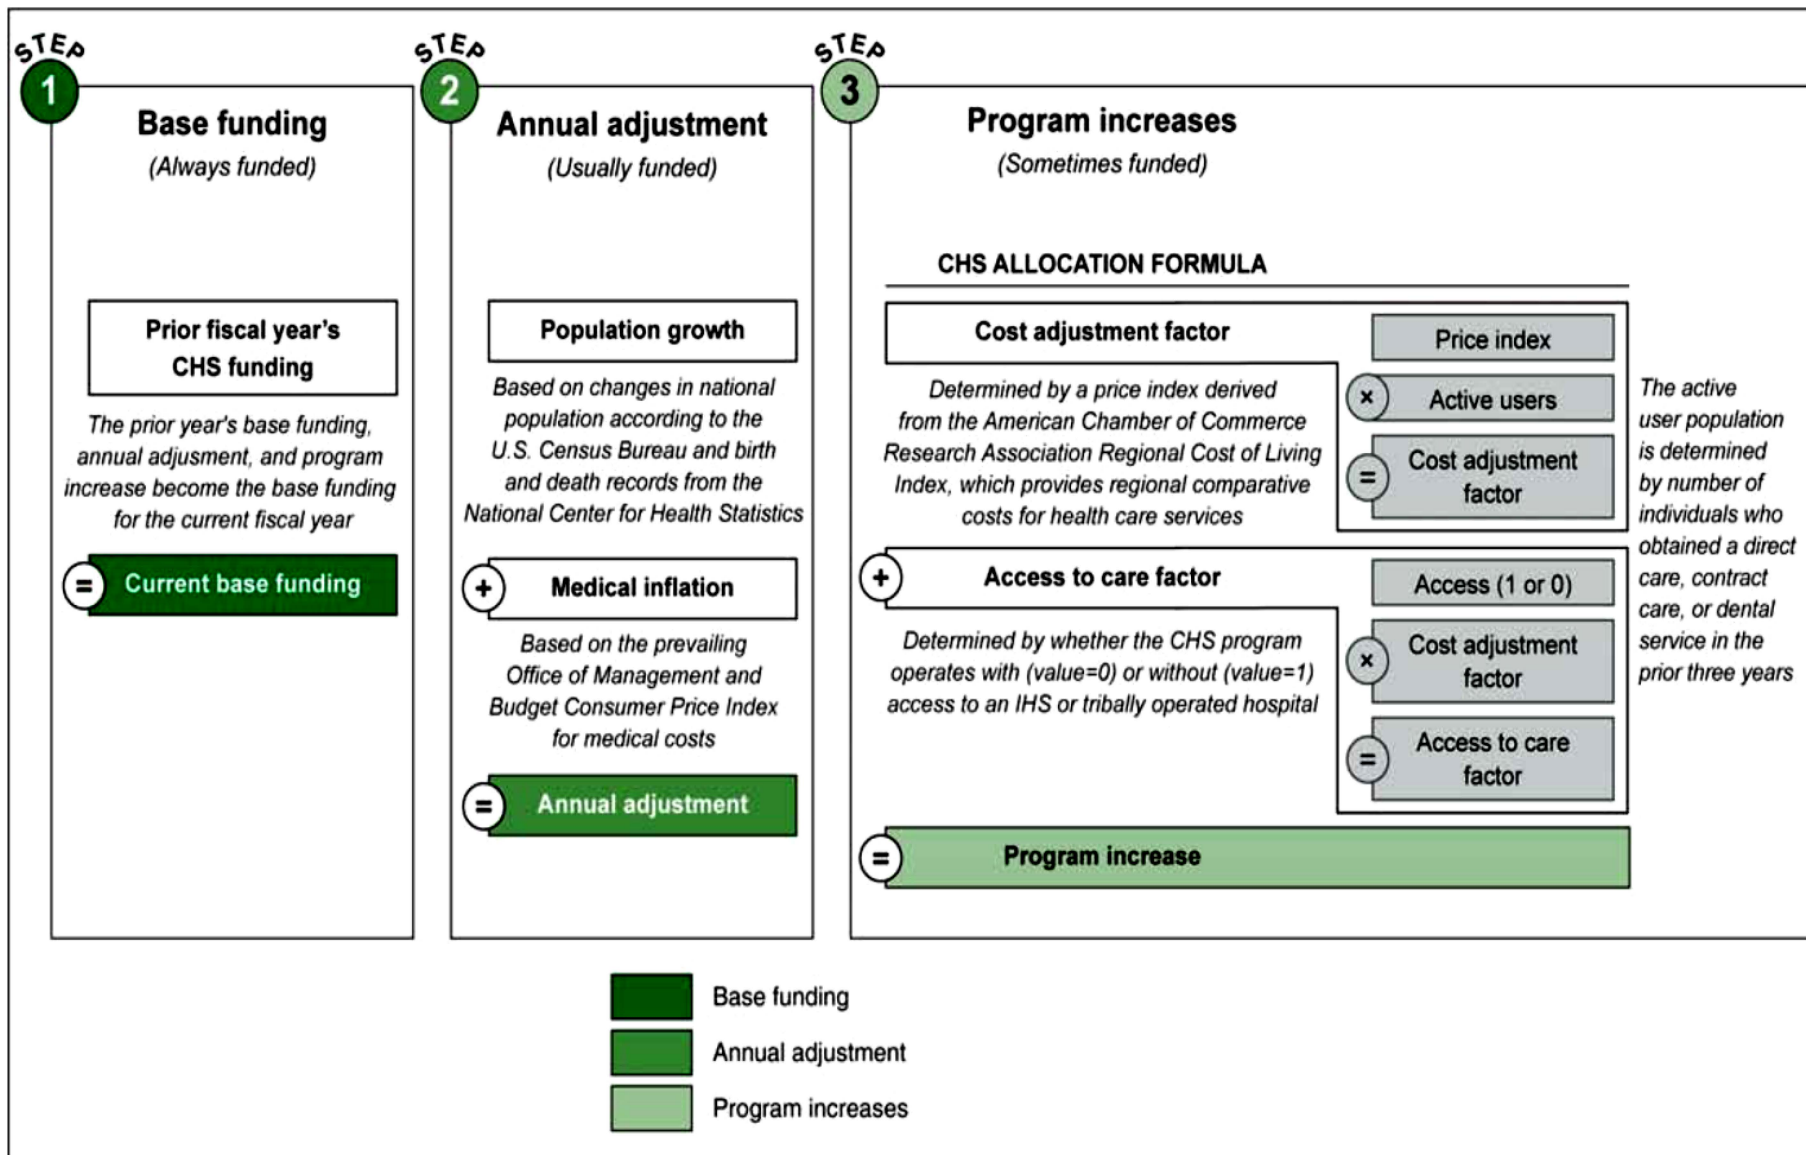 STEP
1
Base funding
(Always funded)
Prior fiscal year's
CHS funding
The prior year's base funding,
annual adjusment, and program
increase become the base funding
for the current fiscal year
= Current base funding
STEP
2
Annual adjustment
(Usually funded)
Population growth
Based on changes in national
population according to the
U.S. Census Bureau and birth
and death records from the
National Center for Health Statistics
+ Medical inflation
Based on the prevailing
Office of Management and
Budget Consumer Price Index
for medical costs
= Annual adjustment
STEP
3
Program increases
(Sometimes funded)
CHS ALLOCATION FORMULA
Cost adjustment factor
Determined by a price index derived
from the American Chamber of Commerce
Research Association Regional Cost of Living
Index, which provides regional comparative
costs for health care services
Price index
× Active users
= Cost adjustment
factor
+ Access to care factor
Determined by whether the CHS program
operates with (value=0) or without (value=1)
access to an IHS or tribally operated hospital
Access (1 or 0)
× Cost adjustment
factor
= Access to care
factor
The active
user population
is determined
by number of
individuals who
obtained a direct
care, contract
care, or dental
service in the
prior three years
= Program increase
Base funding
Annual adjustment
Program increases